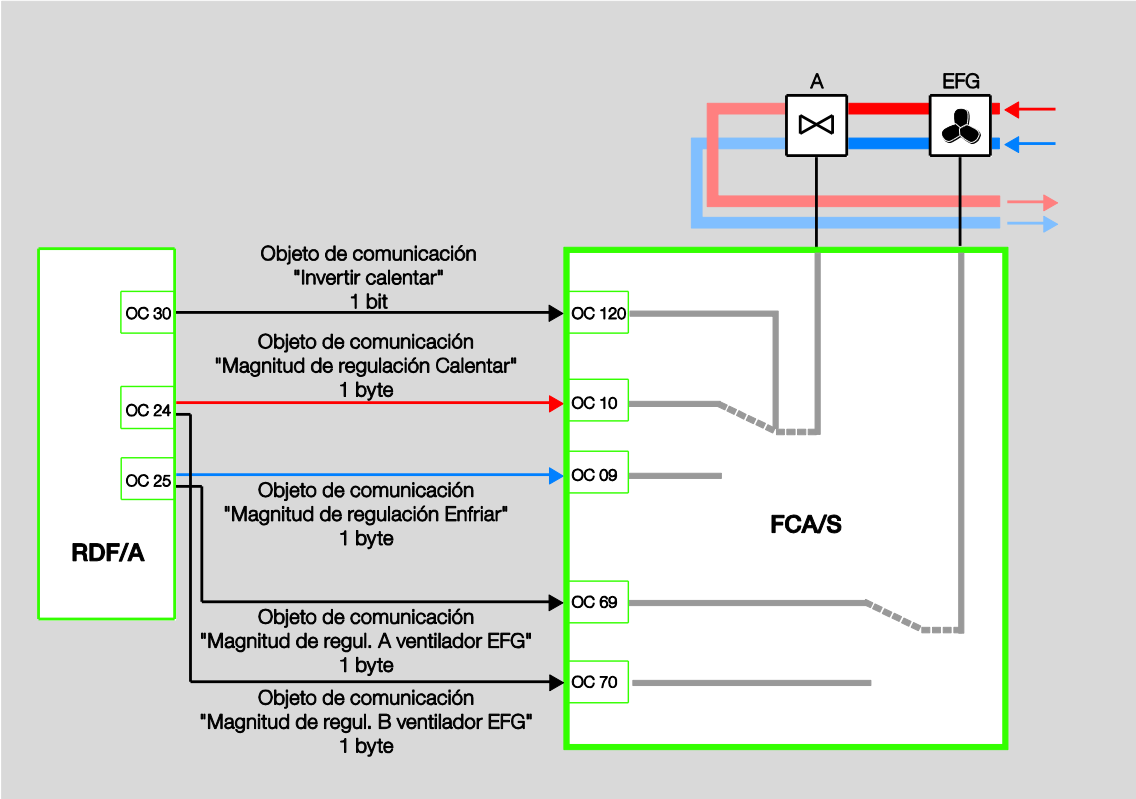 A
EFG
Objeto de comunicación
"Invertir calentar"
1 bit
OC 30
OC 120
Objeto de comunicación
"Magnitud de regulación Calentar"
1 byte
OC 24
OC 10
OC 25
OC 09
Objeto de comunicación
"Magnitud de regulación Enfriar"
1 byte
RDF/A
FCA/S
OC 69
Objeto de comunicación
"Magnitud de regul. A ventilador EFG"
1 byte
OC 70
Objeto de comunicación
"Magnitud de regul. B ventilador EFG"
1 byte